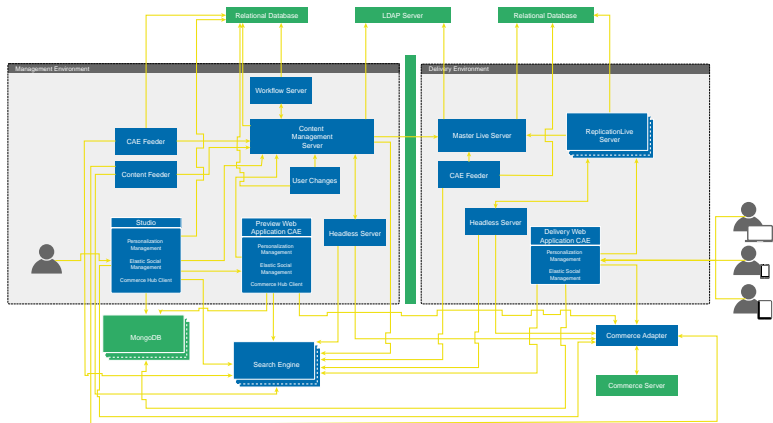 Relational Database
LDAP Server
Relational Database
Management Environment
Delivery Environment
Workflow Server
Content
Management
Server
CAE Feeder
Content Feeder
User Changes
Master Live Server
ReplicationLive
Server
CAE Feeder
Studio
Personalization
Management
Elastic Social
Management
Commerce Hub Client
Preview Web
Application CAE
Personalization
Management
Elastic Social
Management
Commerce Hub Client
Headless Server
Headless Server
Delivery Web
Application CAE
Personalization
Management
Elastic Social
Management
MongoDB
Search Engine
Commerce Adapter
Commerce Server